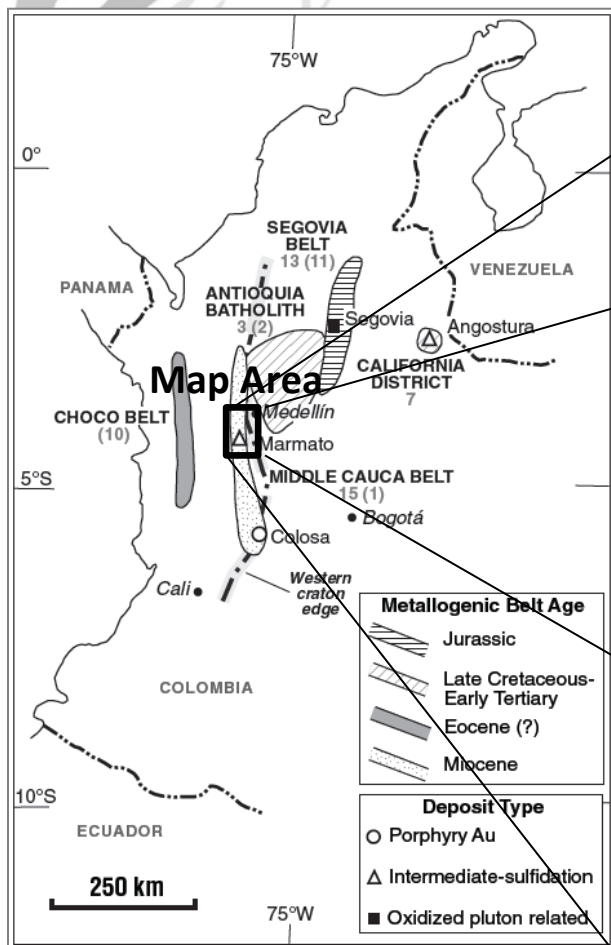 75°W
0°
SEGOVIA
BELT
13 (11)
PANAMA
VENEZUELA
ANTIOQUIA
BATHOLITH
3 (2)
Segovia
Angostura
CALIFORNIA
DISTRICT
7
Map Area
CHOCO BELT
(10)
Medellín
Marmato
MIDDLE CAUCA BELT
15 (1)
5°S
Bogotá
Colosa
Western
craton
edge
Cali
COLOMBIA
10°S
ECUADOR
250 km
75°W
Metallogenic Belt Age
Jurassic
Late Cretaceous-
Early Tertiary
Eocene (?)
Miocene
Deposit Type
Porphyry Au
Intermediate-sulfidation
Oxidized pluton related